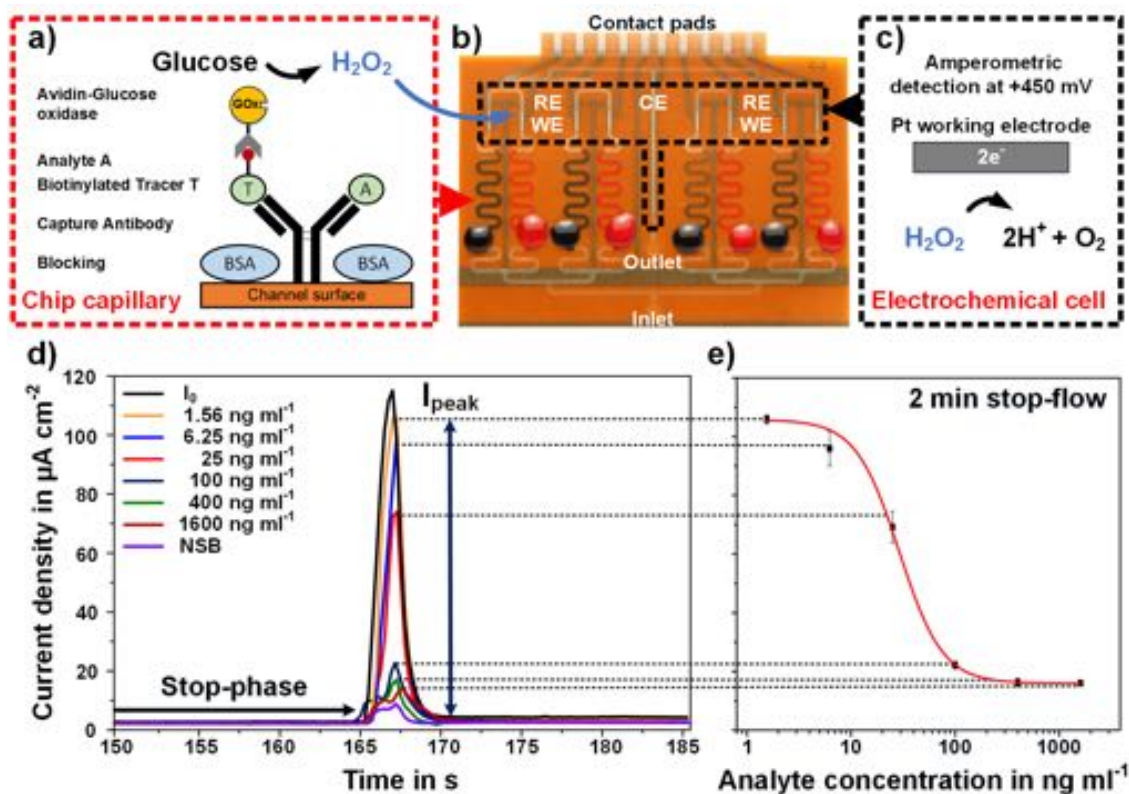 a)
Glucose
H₂O₂
Avidin-Glucose
oxidase
GOx
Analyte A
Biotinylated Tracer T
T
A
Capture Antibody
Blocking
BSA
BSA
Channel surface
Chip capillary
b)
Contact pads
RE
WE
CE
RE
WE
Outlet
Inlet
c)
Amperometric
detection at +450 mV
Pt working electrode
2e⁻
H₂O₂
2H⁺ + O₂
Electrochemical cell
d)
Current density in µA cm⁻²
120
100
80
60
40
20
0
I₀
1.56 ng ml⁻¹
6.25 ng ml⁻¹
25 ng ml⁻¹
100 ng ml⁻¹
400 ng ml⁻¹
1600 ng ml⁻¹
NSB
I peak
Stop-phase
150 155 160 165 170 175 180 185
Time in s
e)
2 min stop-flow
1 10 100 1000
Analyte concentration in ng ml⁻¹